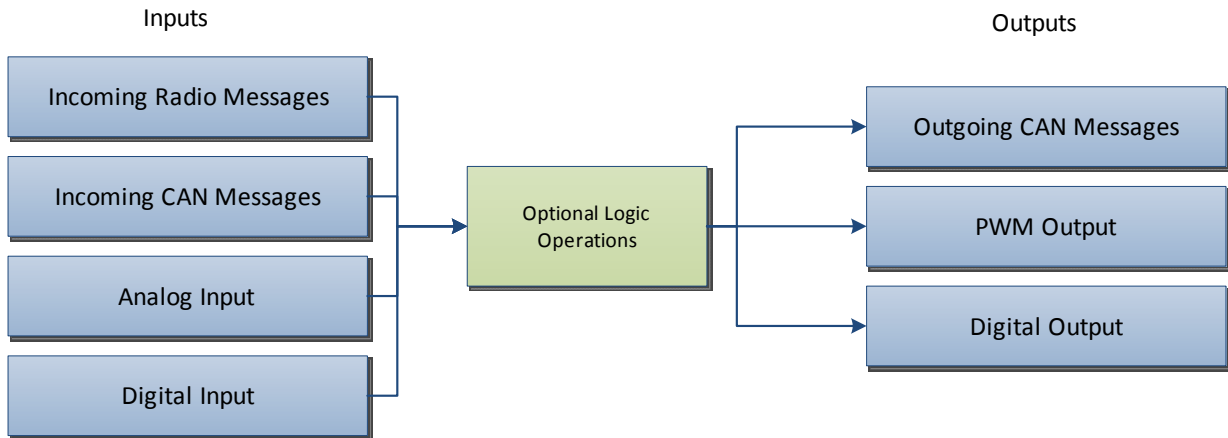 Inputs
Incoming Radio Messages
Incoming CAN Messages
Analog Input
Digital Input
Optional Logic
Operations
Outputs
Outgoing CAN Messages
PWM Output
Digital Output